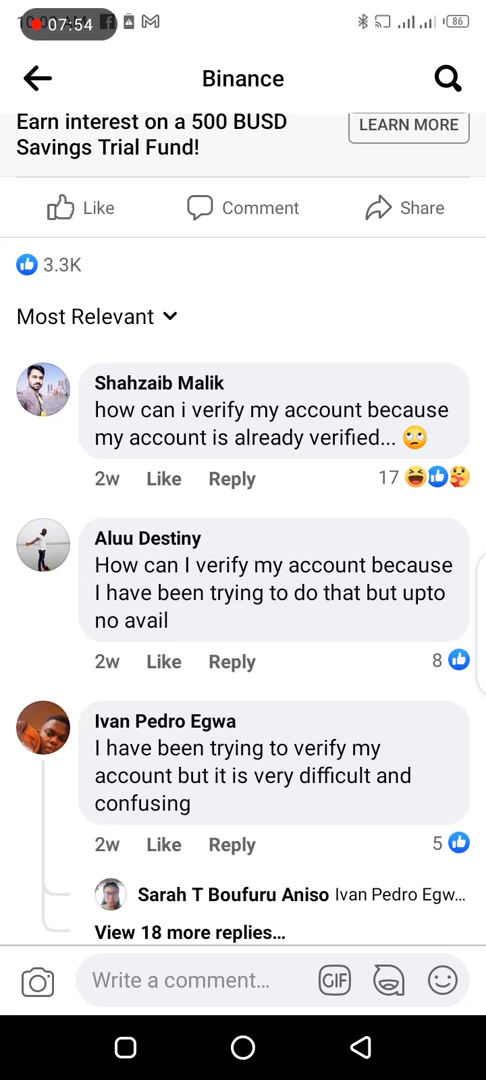 07:54
86
Binance
Earn interest on a 500 BUSD
Savings Trial Fund!
LEARN MORE
Like
Comment
Share
3.3K
Most Relevant
Shahzaib Malik
how can i verify my account because
my account is already verified... 🙄
2w Like Reply 17
Aluu Destiny
How can I verify my account because
I have been trying to do that but upto
no avail
2w Like Reply 8
Ivan Pedro Egwa
I have been trying to verify my
account but it is very difficult and
confusing
2w Like Reply 5
Sarah T Boufuru Aniso Ivan Pedro Egw...
View 18 more replies...
Write a comment...
GIF